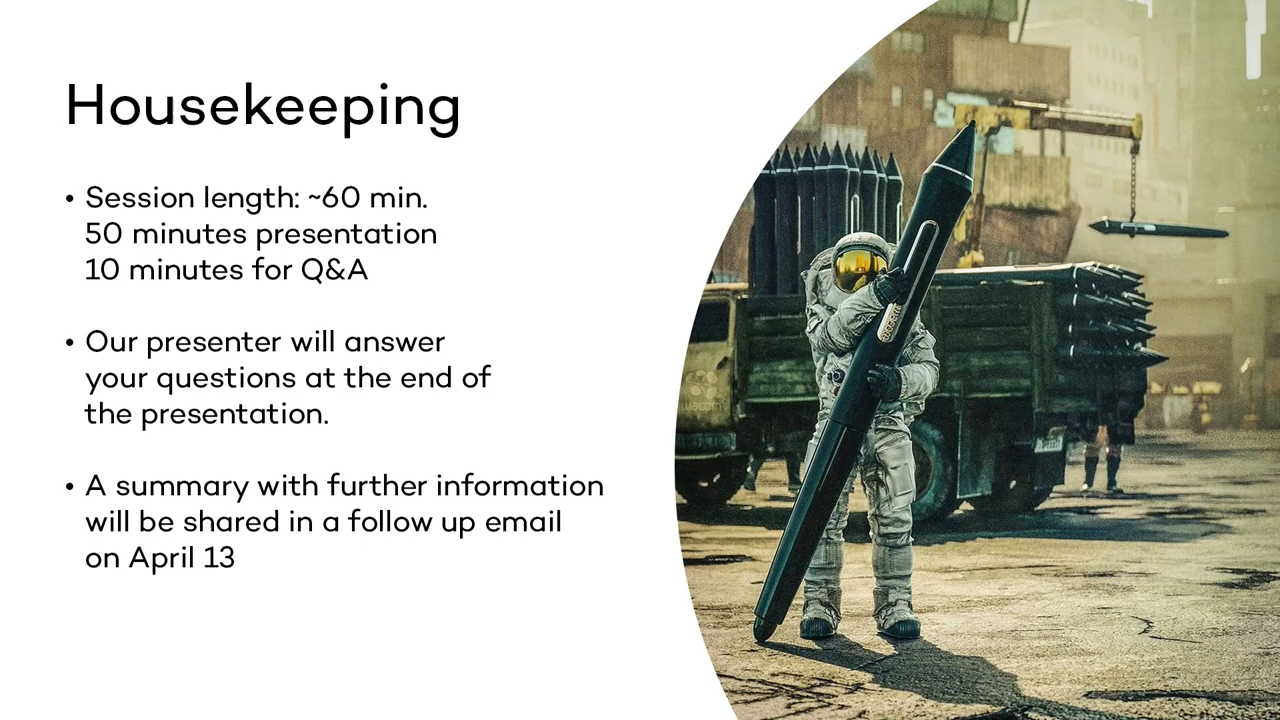 Housekeeping
• Session length: ~60 min.
50 minutes presentation
10 minutes for Q&A
• Our presenter will answer
your questions at the end of
the presentation.
• A summary with further information
will be shared in a follow up email
on April 13
wacom